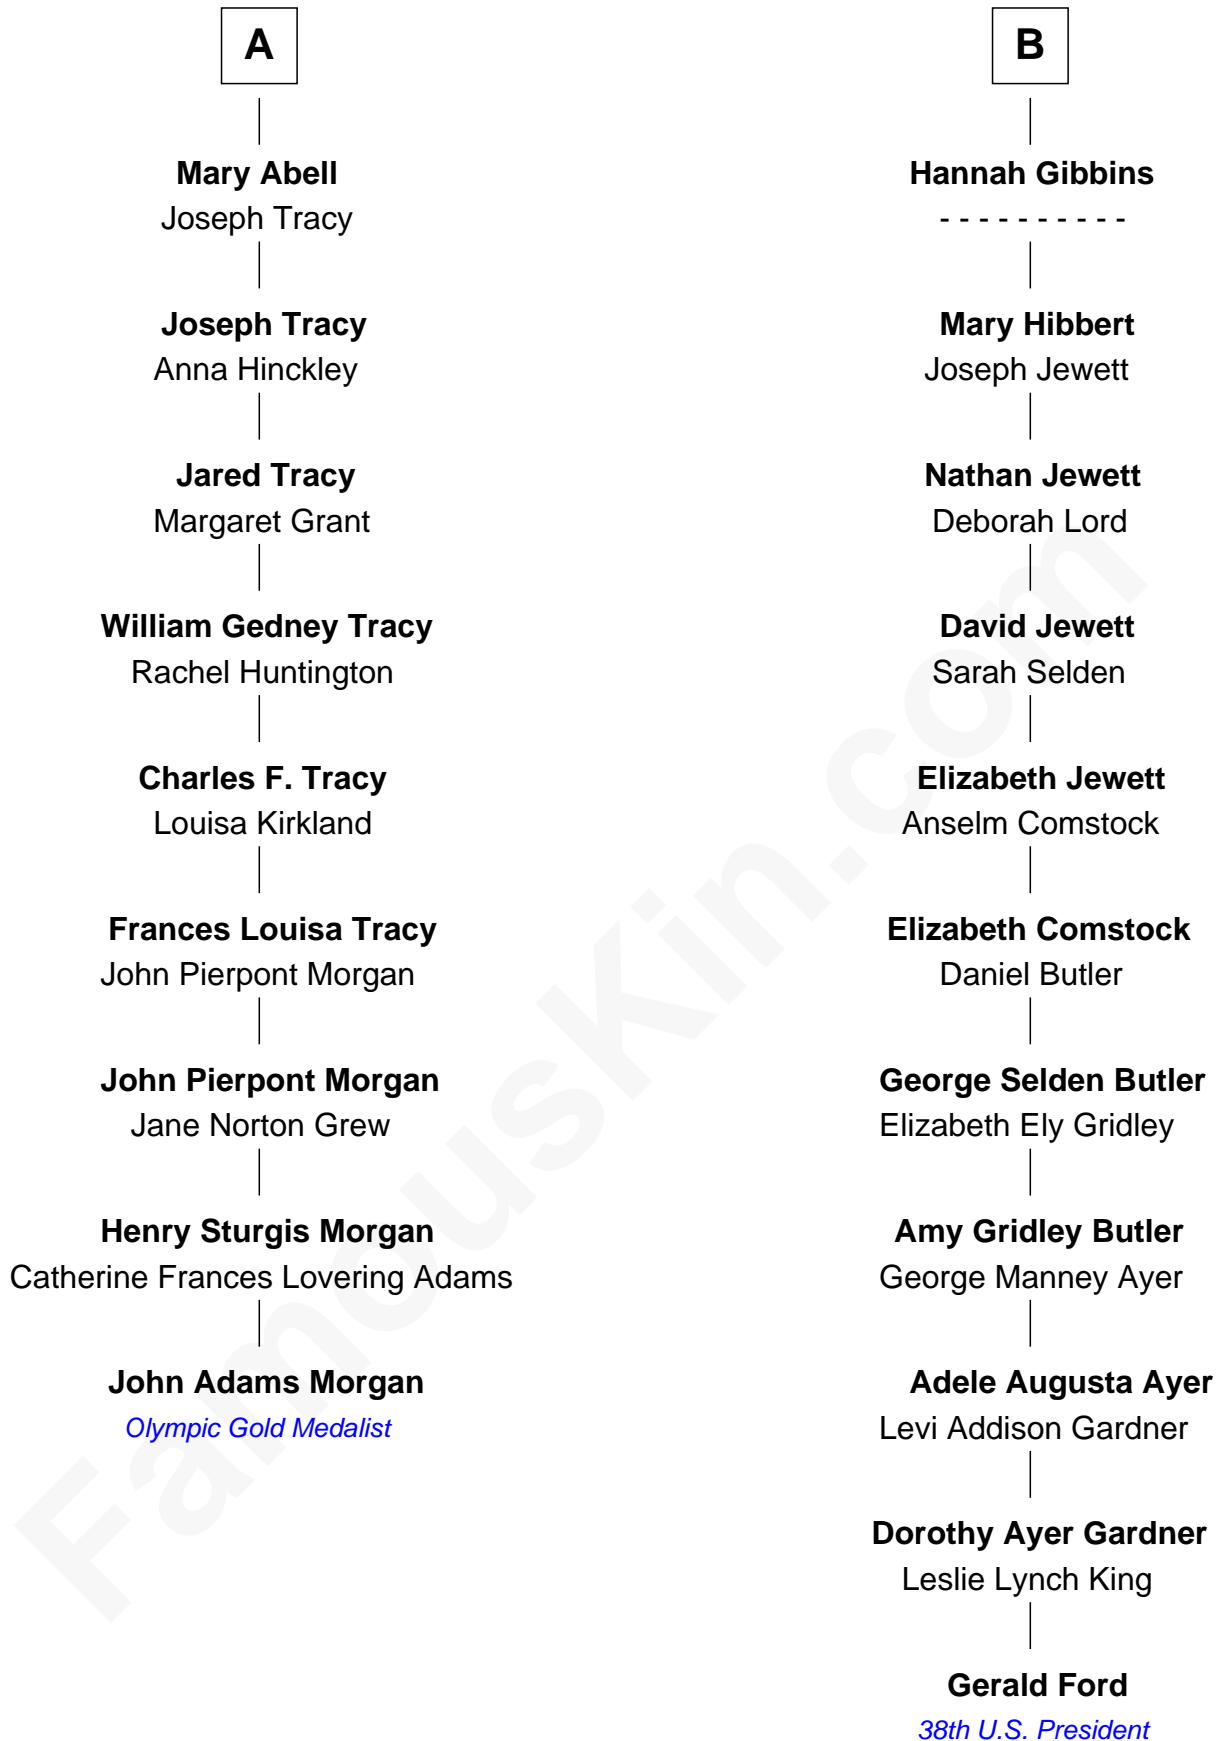 A
Mary Abell
Joseph Tracy
Joseph Tracy
Anna Hinckley
Jared Tracy
Margaret Grant
William Gedney Tracy
Rachel Huntington
Charles F. Tracy
Louisa Kirkland
Frances Louisa Tracy
John Pierpont Morgan
John Pierpont Morgan
Jane Norton Grew
Henry Sturgis Morgan
Catherine Frances Lovering Adams
John Adams Morgan
Olympic Gold Medalist
B
Hannah Gibbins
- - - - - - - - - -
Mary Hibbert
Joseph Jewett
Nathan Jewett
Deborah Lord
David Jewett
Sarah Selden
Elizabeth Jewett
Anselm Comstock
Elizabeth Comstock
Daniel Butler
George Selden Butler
Elizabeth Ely Gridley
Amy Gridley Butler
George Manney Ayer
Adele Augusta Ayer
Levi Addison Gardner
Dorothy Ayer Gardner
Leslie Lynch King
Gerald Ford
38th U.S. President
FamousKin.com